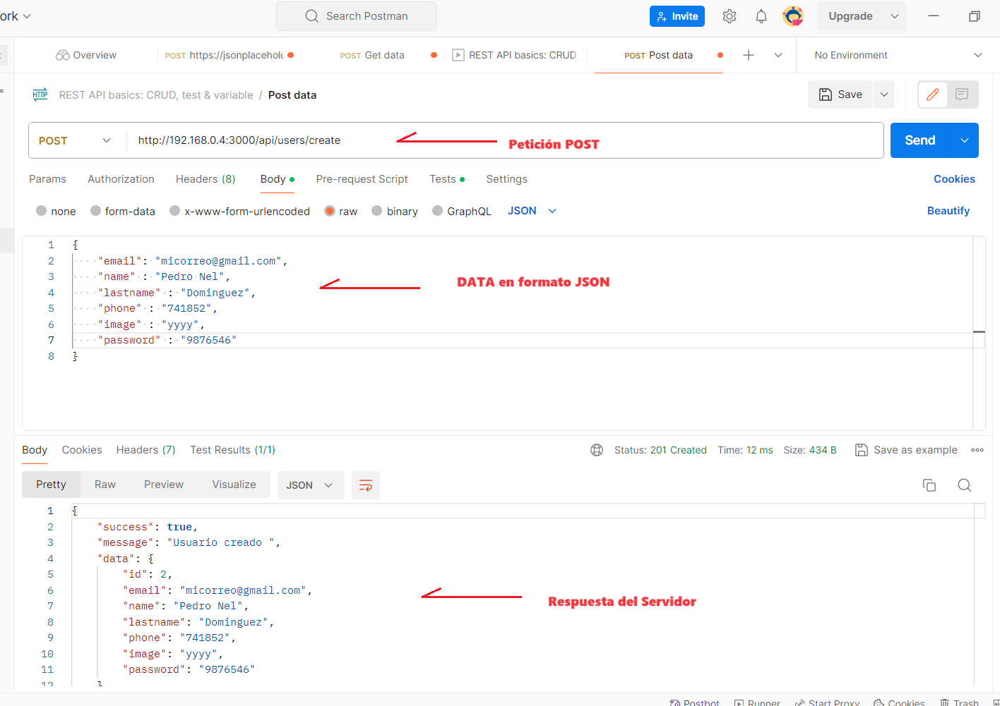 ork
Search Postman
Invite
Upgrade
Overview
POST https://jsonplacehol
POST Get data
REST API basics: CRUD,
POST Post data
No Environment
HTTP
REST API basics: CRUD, test & variable / Post data
Save
POST
http://192.168.0.4:3000/api/users/create
Petición POST
Send
Params
Authorization
Headers (8)
Body
Pre-request Script
Tests
Settings
Cookies
none
form-data
x-www-form-urlencoded
raw
binary
GraphQL
JSON
Beautify
1 {
2 "email": "micorreo@gmail.com",
3 "name" : "Pedro Nel",
4 "lastname" : "Dominguez",
5 "phone" : "741852",
6 "image" : "yyyy",
7 "password" : "9876546"
8 }
DATA en formato JSON
Body
Cookies
Headers (7)
Test Results (1/1)
Status: 201 Created
Time: 12 ms
Size: 434 B
Save as example
Pretty
Raw
Preview
Visualize
JSON
1 {
2 "success": true,
3 "message": "Usuario creado ",
4 "data": {
5 "id": 2,
6 "email": "micorreo@gmail.com",
7 "name": "Pedro Nel",
8 "lastname": "Dominguez",
9 "phone": "741852",
10 "image": "yyyy",
11 "password": "9876546"
12 }
Respuesta del Servidor
Postbot
Runner
Start Proxy
Cookies
Trash